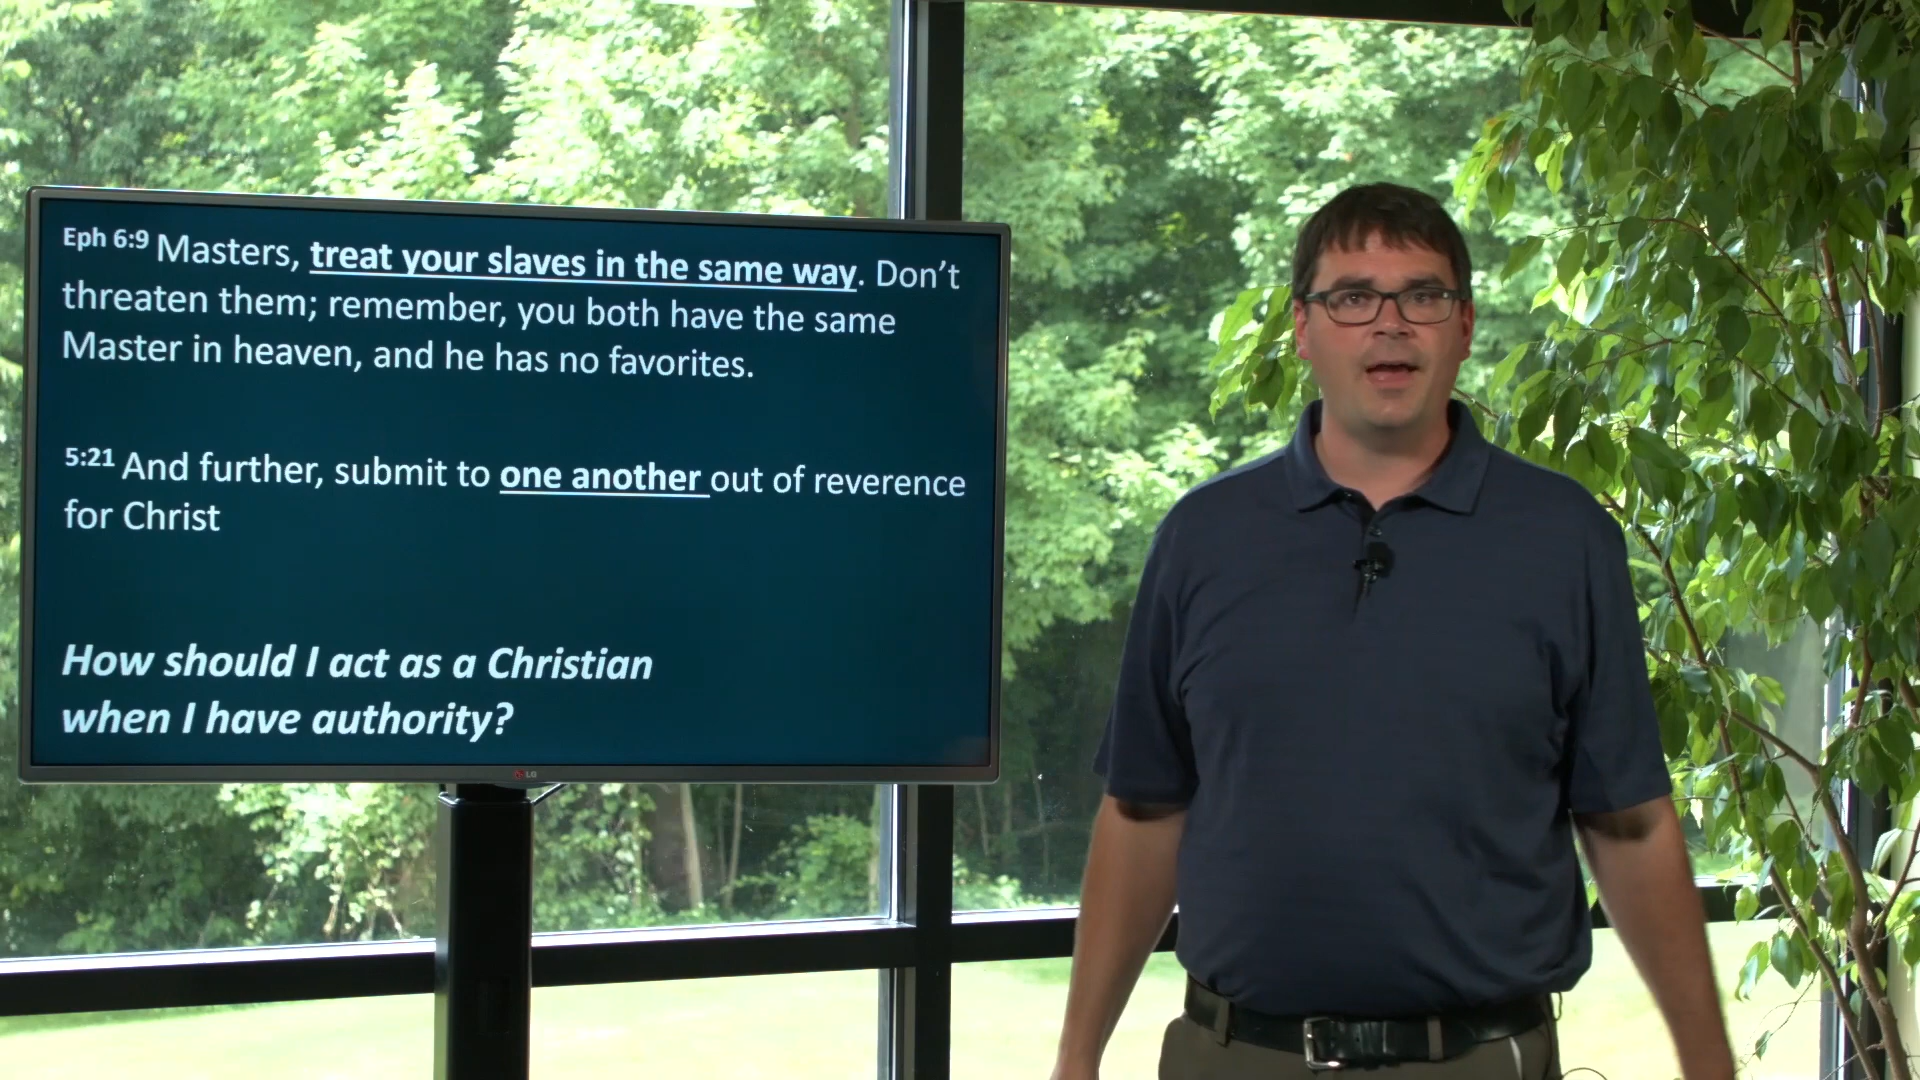 Eph 6:9 Masters, treat your slaves in the same way. Don’t
threaten them; remember, you both have the same
Master in heaven, and he has no favorites.
5:21 And further, submit to one another out of reverence
for Christ
How should I act as a Christian
when I have authority?
LG